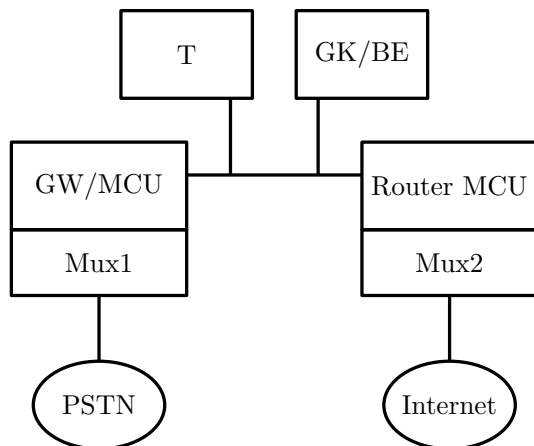 T
GK/BE
GW/MCU
Router MCU
Mux1
Mux2
PSTN
Internet